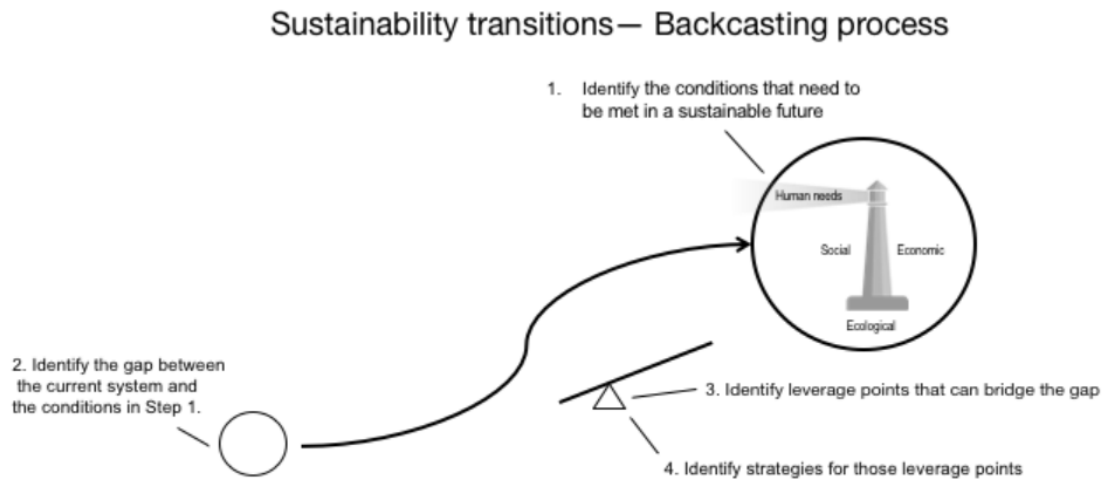 Sustainability transitions— Backcasting process
1. Identify the conditions that need to
be met in a sustainable future
Human needs
Social
Economic
Ecological
2. Identify the gap between
the current system and
the conditions in Step 1.
3. Identify leverage points that can bridge the gap
4. Identify strategies for those leverage points